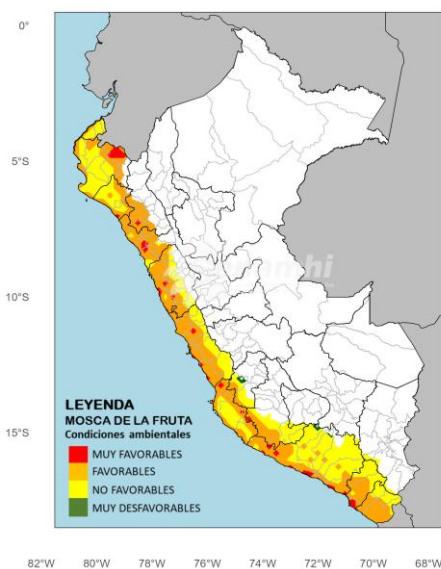 0°
5°S
10°S
15°S
LEYENDA
MOSCA DE LA FRUTA
Condiciones ambientales
MUY FAVORABLES
FAVORABLES
NO FAVORABLES
MUY DESFAVORABLES
82°W 80°W 78°W 76°W 74°W 72°W 70°W 68°W